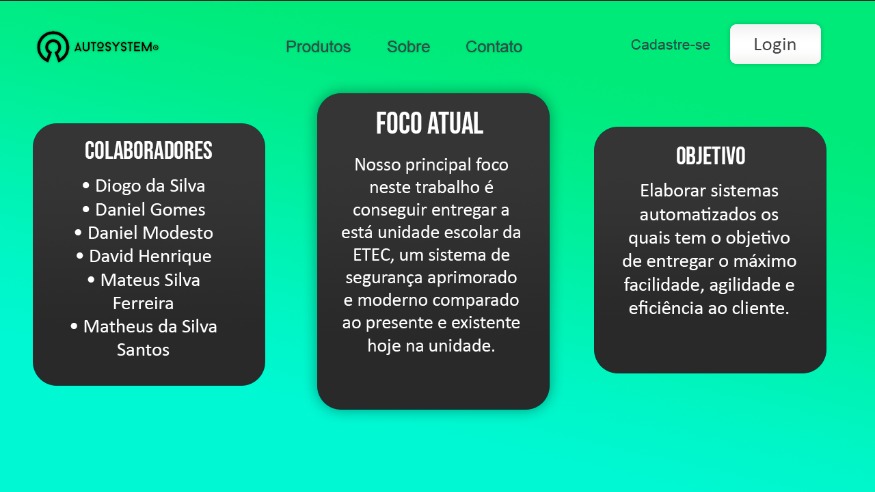 AUTOSYSTEM®
Produtos
Sobre
Contato
Cadastre-se
Login
COLABORADORES
• Diogo da Silva
• Daniel Gomes
• Daniel Modesto
• David Henrique
• Mateus Silva
Ferreira
• Matheus da Silva
Santos
FOCO ATUAL
Nosso principal foco
neste trabalho é
conseguir entregar a
está unidade escolar da
ETEC, um sistema de
segurança aprimorado
e moderno comparado
ao presente e existente
hoje na unidade.
OBJETIVO
Elaborar sistemas
automatizados os
quais tem o objetivo
de entregar o máximo
facilidade, agilidade e
eficiência ao cliente.